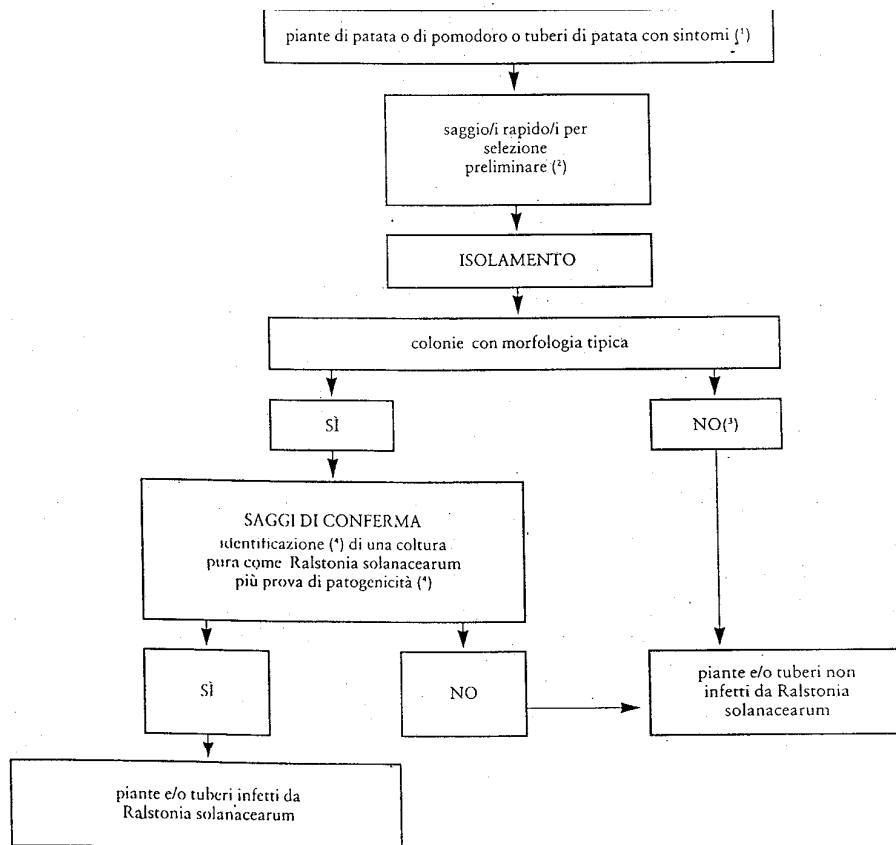 piante di patata o di pomodoro o tuberi di patata con sintomi (¹)
saggio/i rapido/i per
selezione
preliminare (²)
ISOLAMENTO
colonie con morfologia tipica
SÌ
NO(³)
SAGGI DI CONFERMA
identificazione (⁴) di una coltura
pura come Ralstonia solanacearum
più prova di patogenicità (⁴)
SÌ
NO
piante e/o tuberi non
infetti da Ralstonia
solanacearum
piante e/o tuberi infetti da
Ralstonia solanacearum